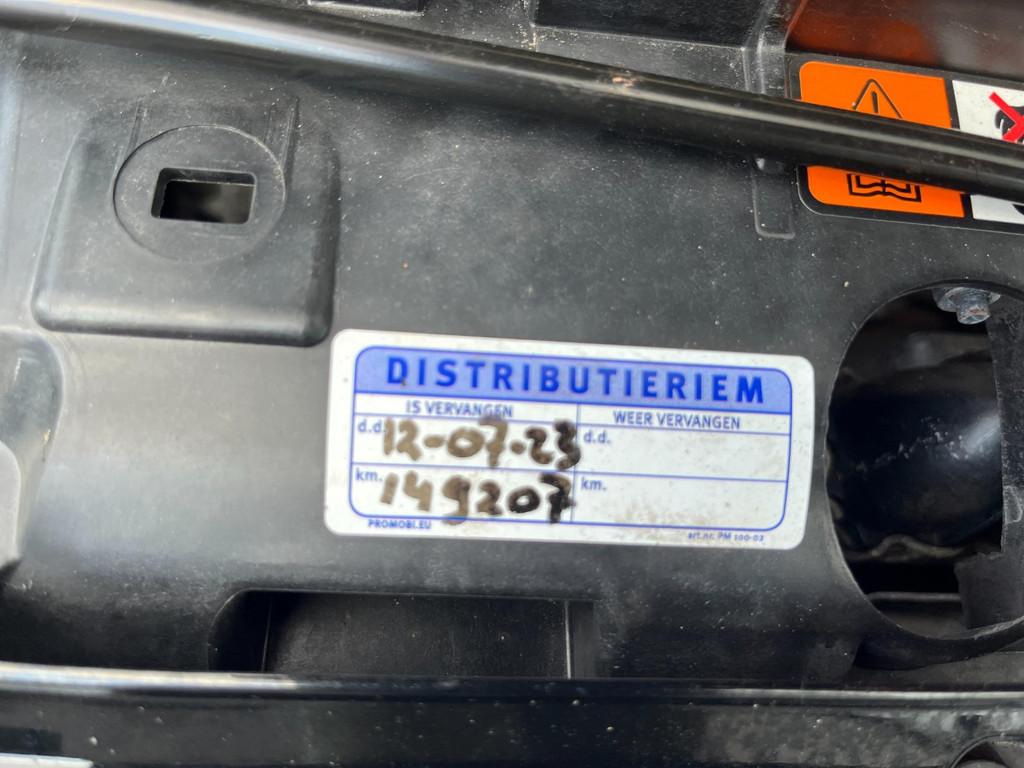 DISTRIBUTIERIEM
IS VERVANGEN WEER VERVANGEN
d.d. 12-07-23 d.d.
km. 149207 km.
PROMOBI.EU art.nr. PM 100-02